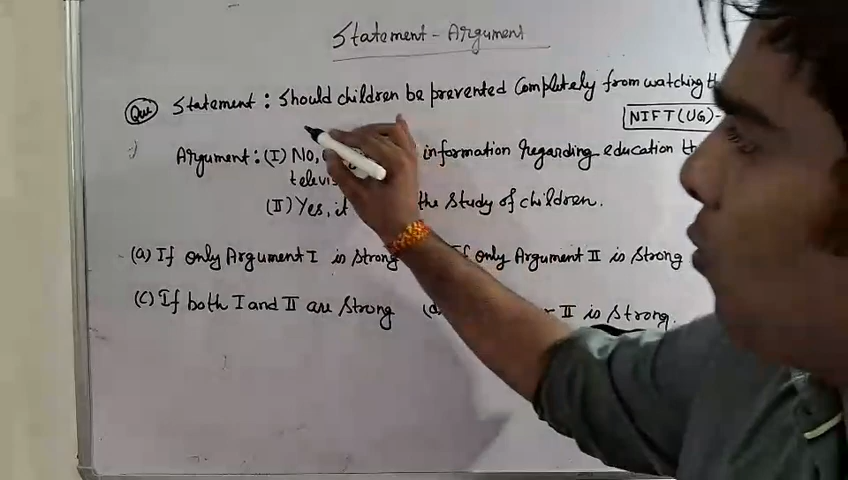 Statement - Argument
Que Statement : Should children be prevented Completely from watching
NIFT (UG)-
Argument : (I) No, information regarding education
(II) Yes, it the study of children.
(a) If only Argument I is strong If only Argument II is strong
(c) If both I and II are strong II is strong.